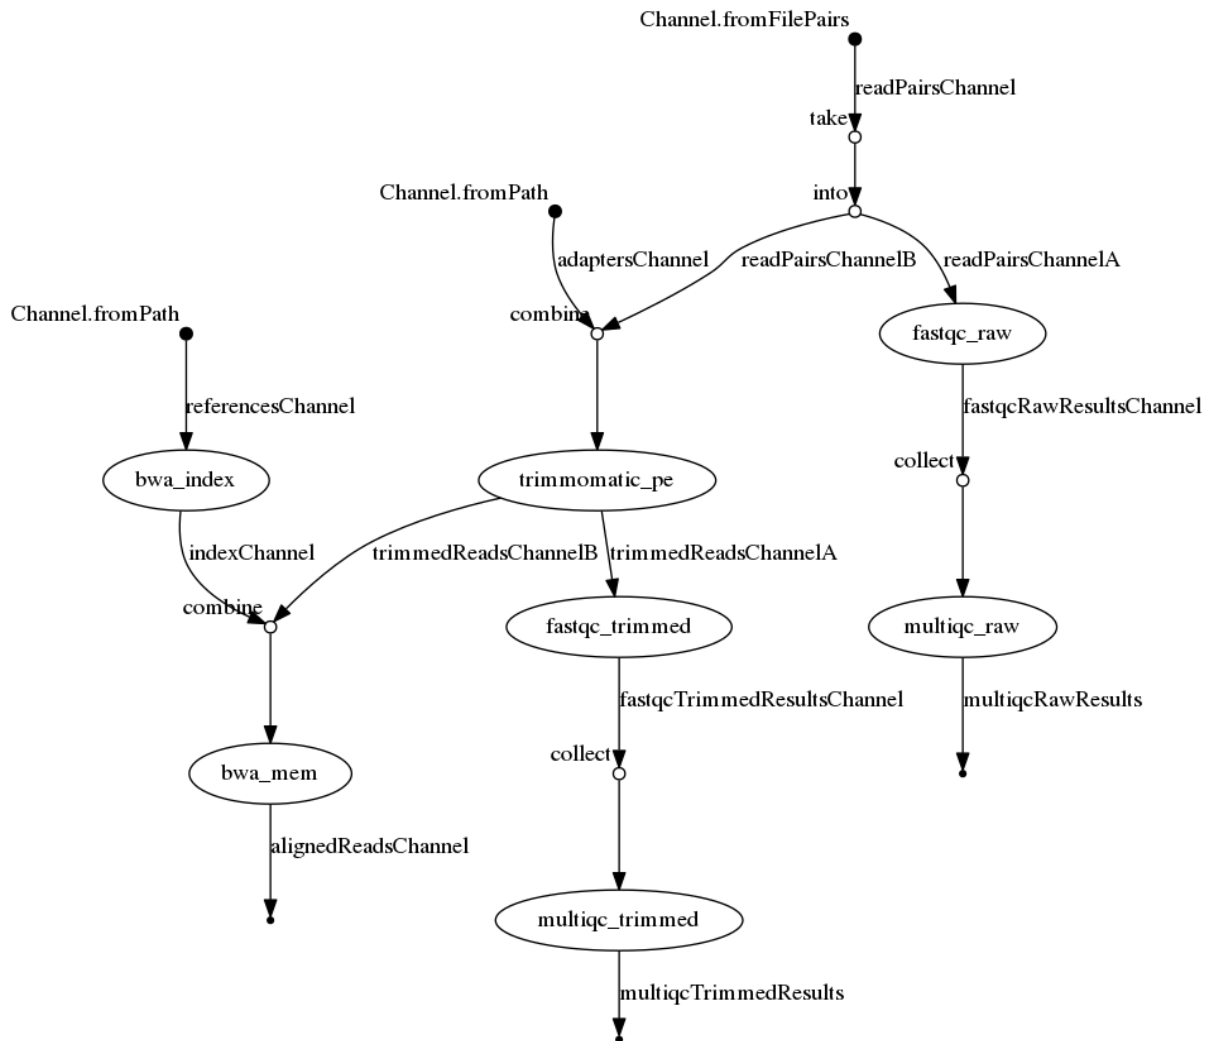 Channel.fromFilePairs
readPairsChannel
take
Channel.fromPath
into
adaptersChannel
readPairsChannelB
readPairsChannelA
Channel.fromPath
combine
fastqc_raw
referencesChannel
fastqcRawResultsChannel
collect
bwa_index
trimmomatic_pe
indexChannel
trimmedReadsChannelB
trimmedReadsChannelA
combine
fastqc_trimmed
multiqc_raw
fastqcTrimmedResultsChannel
multiqcRawResults
collect
bwa_mem
alignedReadsChannel
multiqc_trimmed
multiqcTrimmedResults